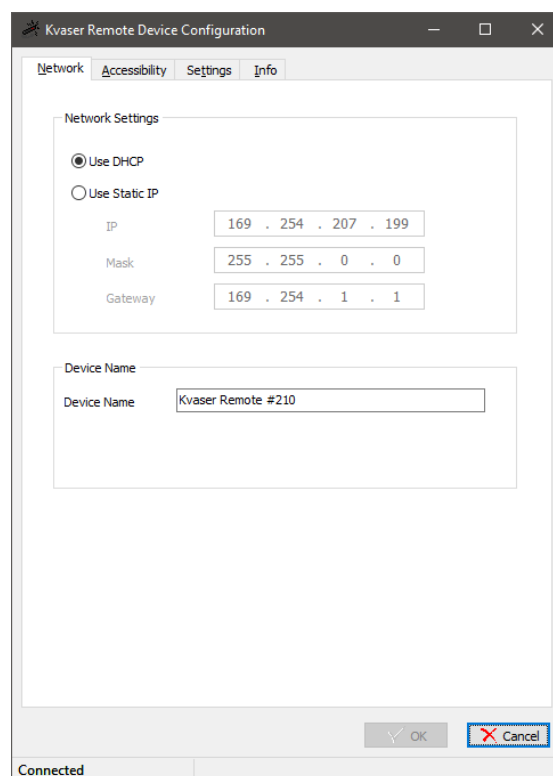 Kvaser Remote Device Configuration
Network Accessibility Settings Info
Network Settings
Use DHCP
Use Static IP
IP 169 . 254 . 207 . 199
Mask 255 . 255 . 0 . 0
Gateway 169 . 254 . 1 . 1
Device Name
Device Name Kvaser Remote #210
OK Cancel
Connected